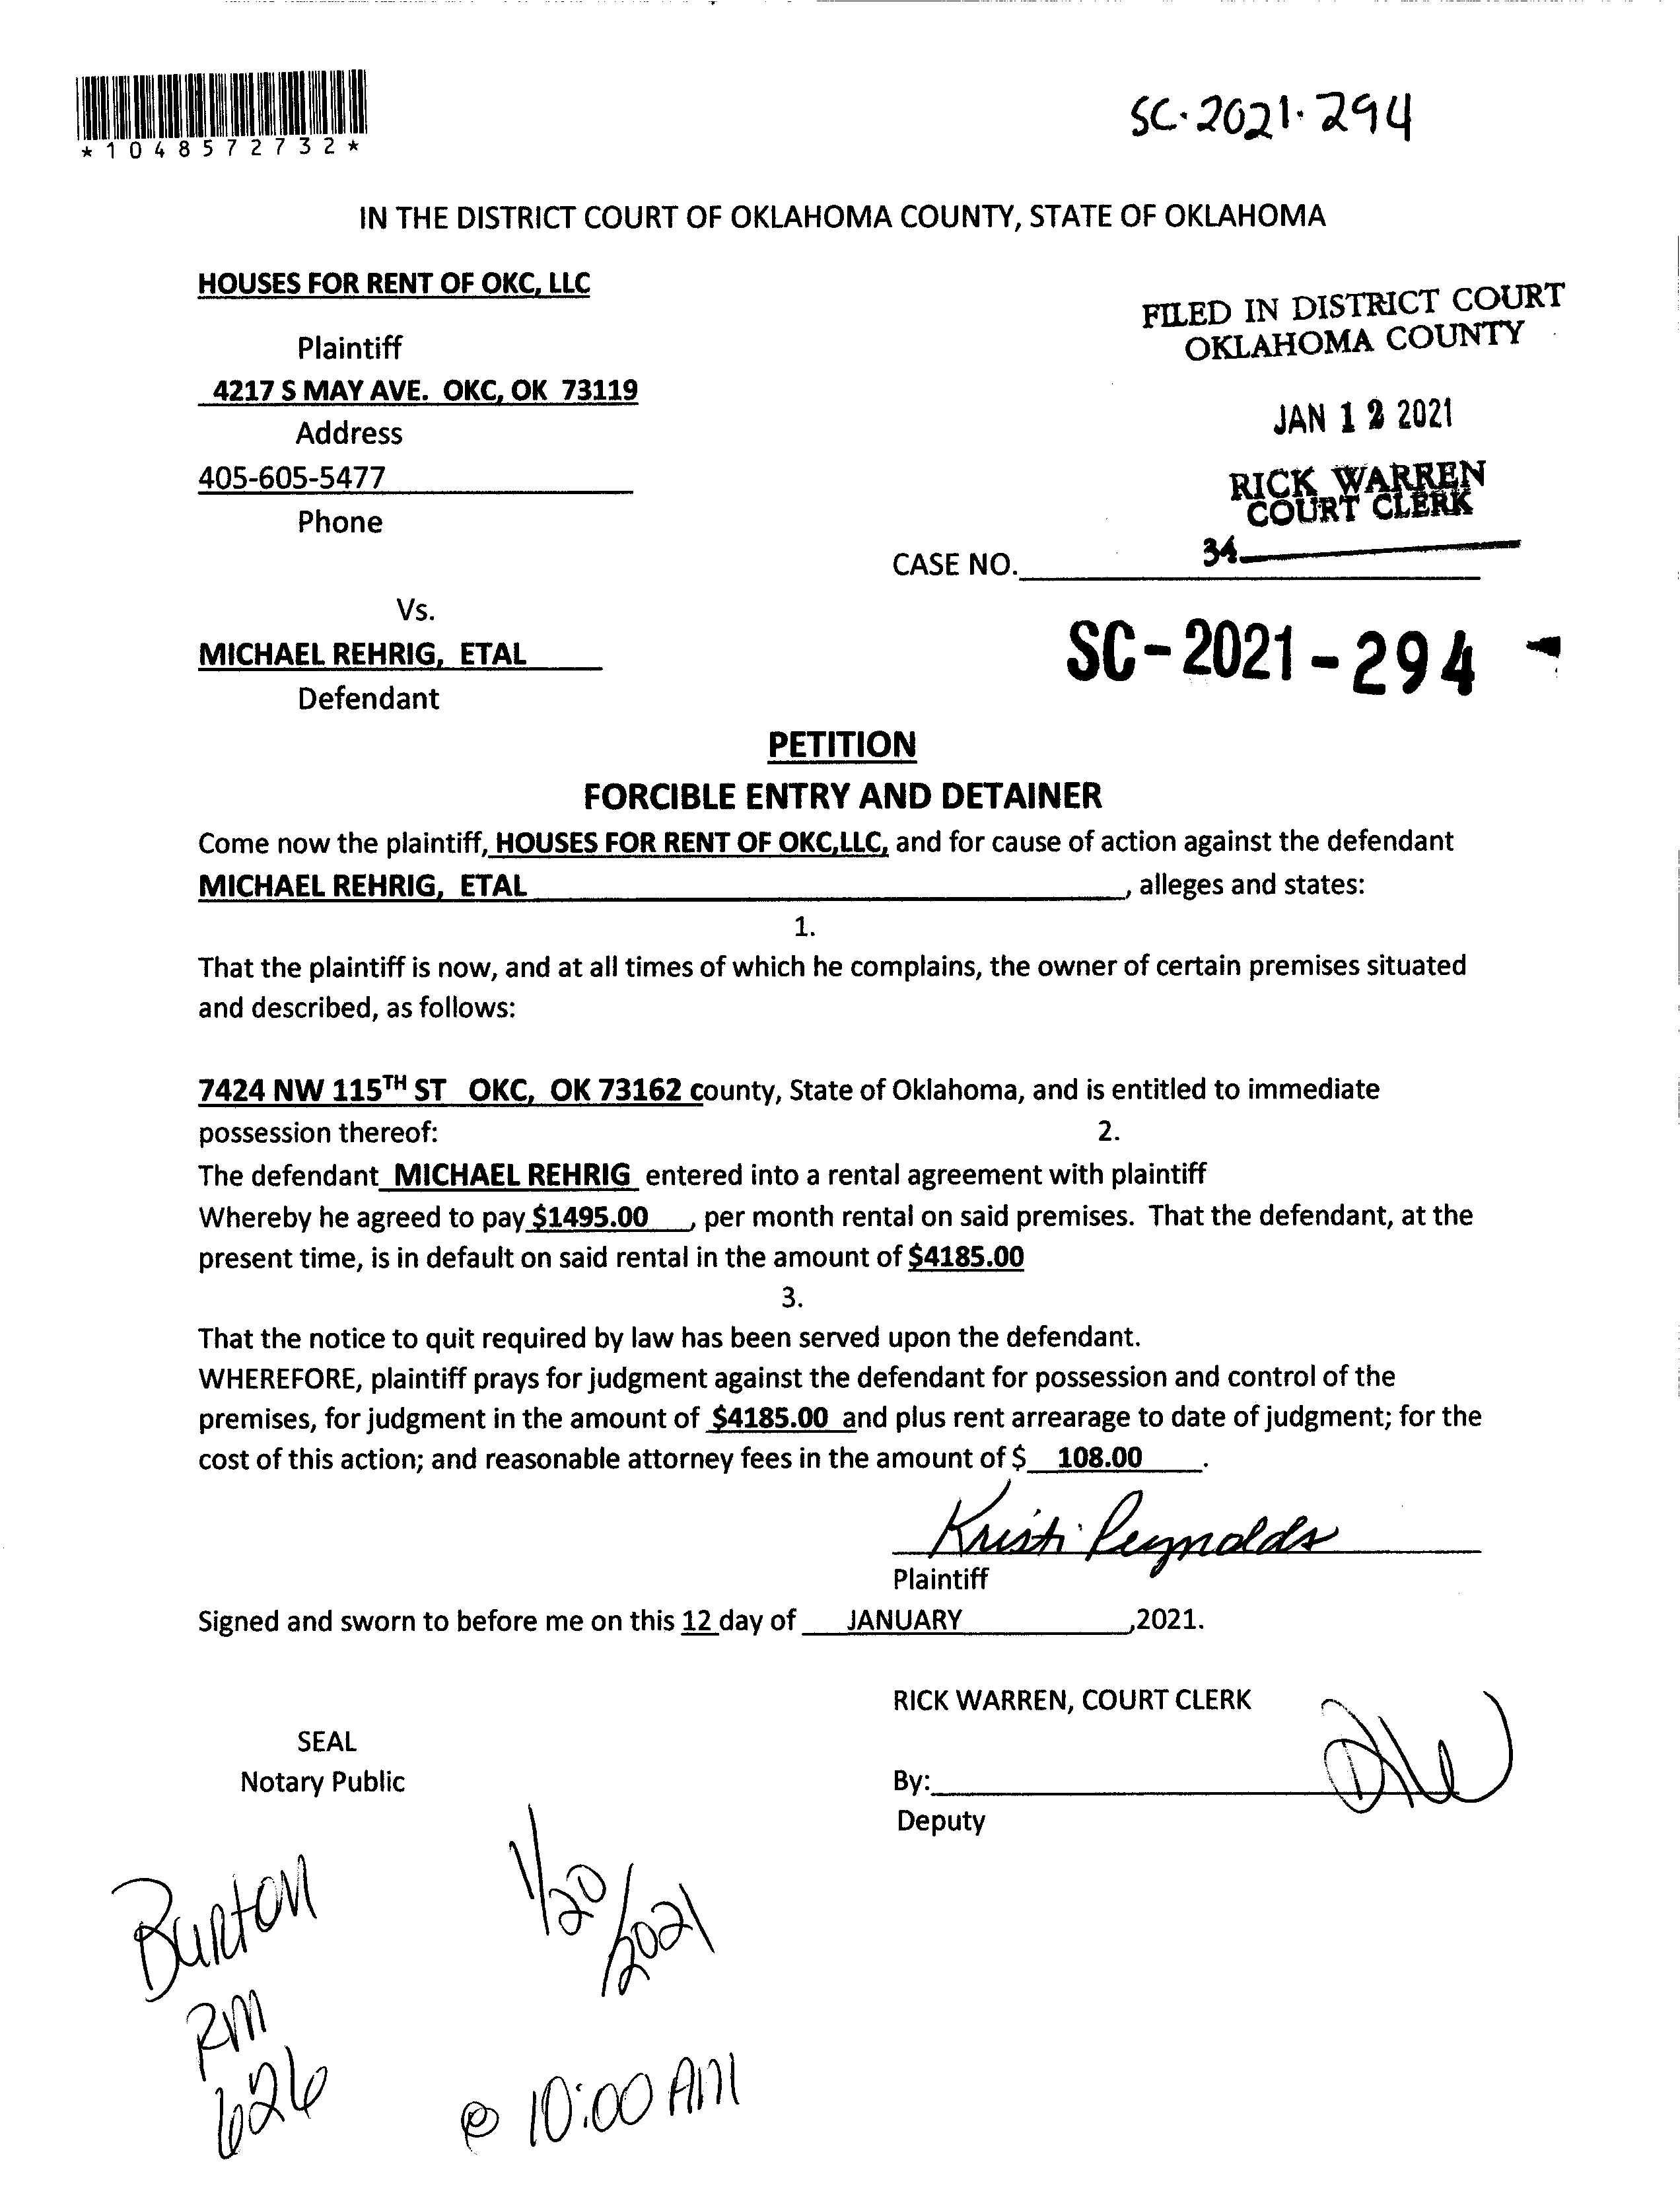 *1048572732*
SC.2021.294
IN THE DISTRICT COURT OF OKLAHOMA COUNTY, STATE OF OKLAHOMA
HOUSES FOR RENT OF OKC, LLC
Plaintiff
4217 S MAY AVE. OKC, OK 73119
Address
405-605-5477
Phone
FILED IN DISTRICT COURT
OKLAHOMA COUNTY
JAN 12 2021
RICK WARREN
COURT CLERK
34
CASE NO.
Vs.
MICHAEL REHRIG, ETAL
Defendant
SC-2021-294
PETITION
FORCIBLE ENTRY AND DETAINER
Come now the plaintiff, HOUSES FOR RENT OF OKC,LLC, and for cause of action against the defendant
MICHAEL REHRIG, ETAL, alleges and states:
1.
That the plaintiff is now, and at all times of which he complains, the owner of certain premises situated
and described, as follows:
7424 NW 115TH ST OKC, OK 73162 county, State of Oklahoma, and is entitled to immediate
possession thereof: 2.
The defendant MICHAEL REHRIG entered into a rental agreement with plaintiff
Whereby he agreed to pay $1495.00, per month rental on said premises. That the defendant, at the
present time, is in default on said rental in the amount of $4185.00
3.
That the notice to quit required by law has been served upon the defendant.
WHEREFORE, plaintiff prays for judgment against the defendant for possession and control of the
premises, for judgment in the amount of $4185.00 and plus rent arrearage to date of judgment; for the
cost of this action; and reasonable attorney fees in the amount of $ 108.00.
Kristi Reynolds
Plaintiff
Signed and sworn to before me on this 12 day of JANUARY,2021.
RICK WARREN, COURT CLERK
SEAL
Notary Public
By:
Deputy
Burton
RM
626
1/20/2021
@ 10:00 AM